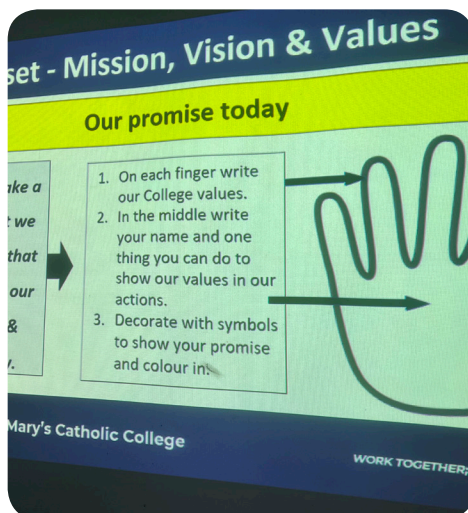 set - Mission, Vision & Values
Our promise today
ake a
we
that
our
&
1. On each finger write
our College values.
2. In the middle write
your name and one
thing you can do to
show our values in our
actions.
3. Decorate with symbols
to show your promise
and colour in.
Mary's Catholic College
WORK TOGETHER;